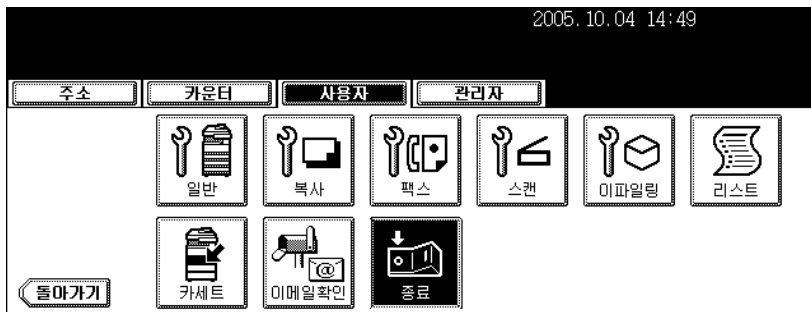 2005.10.04 14:49
주소 카운터 사용자 관리자
일반 복사 팩스 스캔 이파일링 리스트
돌아가기 카세트 이메일확인 종료